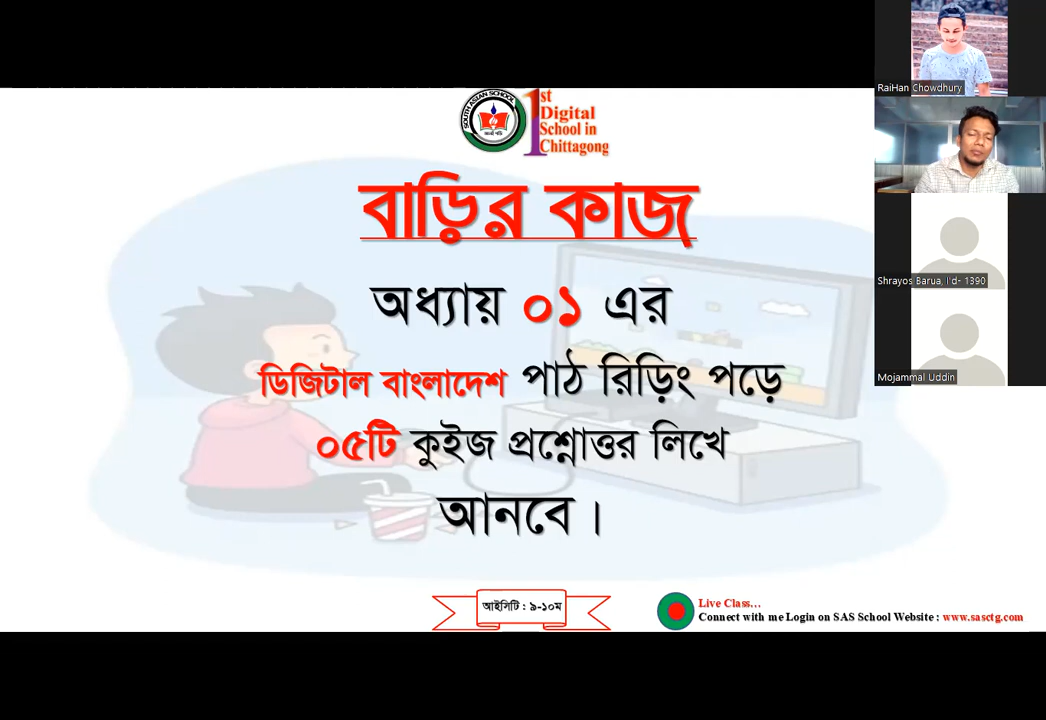 SOUTH ASIAN SCHOOL
1st
Digital
School in
Chittagong
বাড়ির কাজ
অধ্যায় ০১ এর
ডিজিটাল বাংলাদেশ পাঠ রিড়িং পড়ে
০৫টি কুইজ প্রশ্নোত্তর লিখে
আনবে ।
আইসিটি : ৯-১০ম
Live Class...
Connect with me Login on SAS School Website : www.sasctg.com
RaiHan Chowdhury
Shrayos Barua, I'd- 1390
Mojammal Uddin